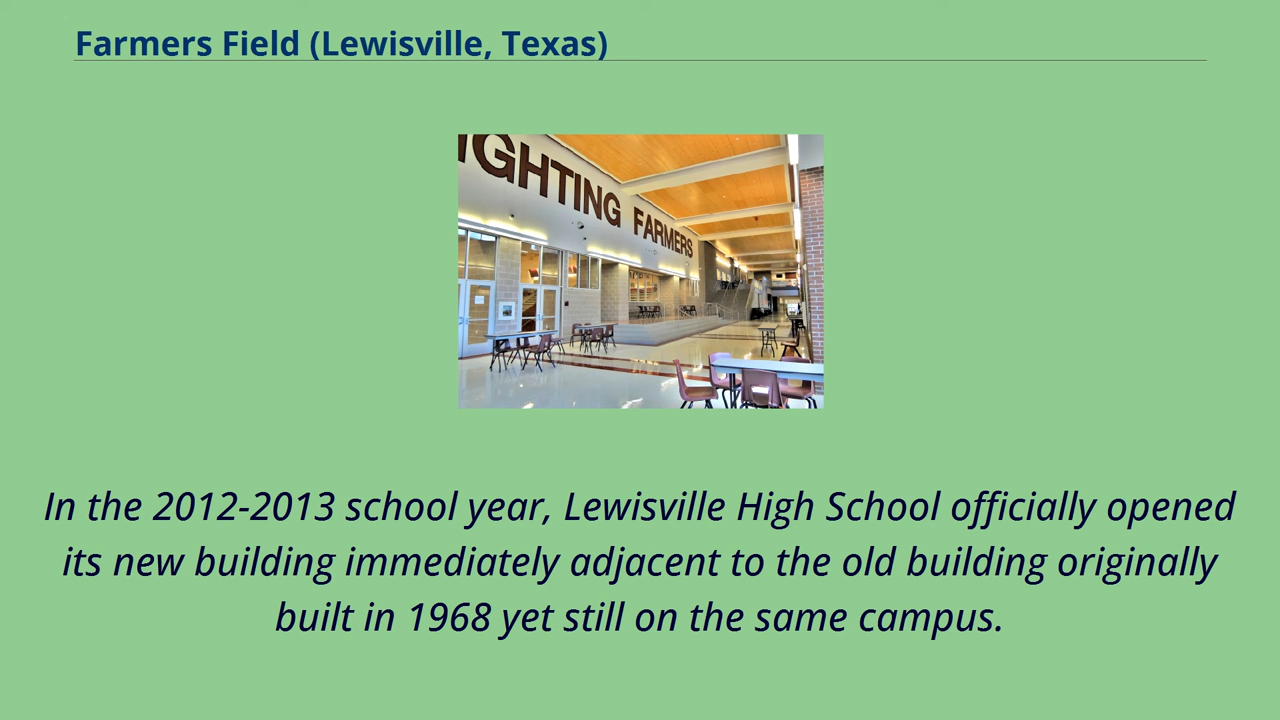 Farmers Field (Lewisville, Texas)
IGHTING FARMERS
In the 2012-2013 school year, Lewisville High School officially opened
its new building immediately adjacent to the old building originally
built in 1968 yet still on the same campus.